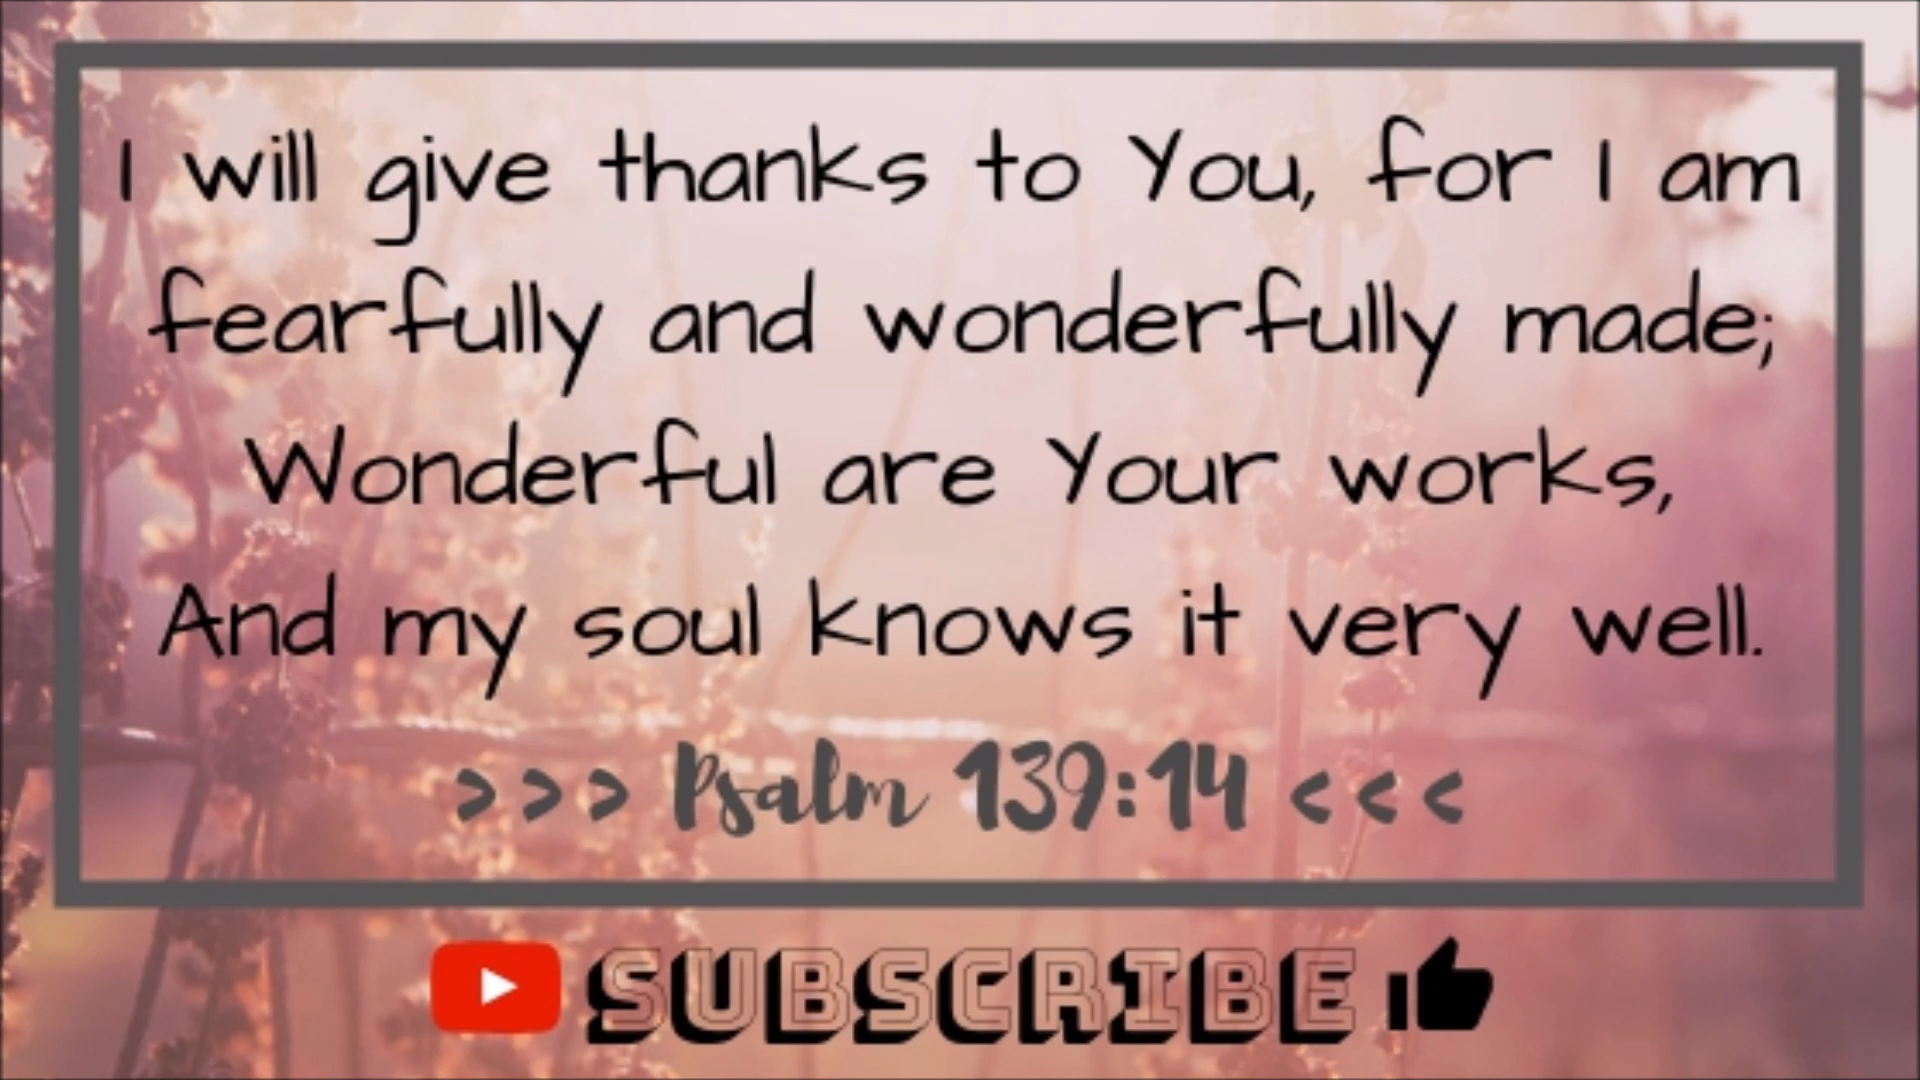 I will give thanks to You, for I am
fearfully and wonderfully made;
Wonderful are Your works,
And my soul knows it very well.
>>> Psalm 139:14 <<<
SUBSCRIBE